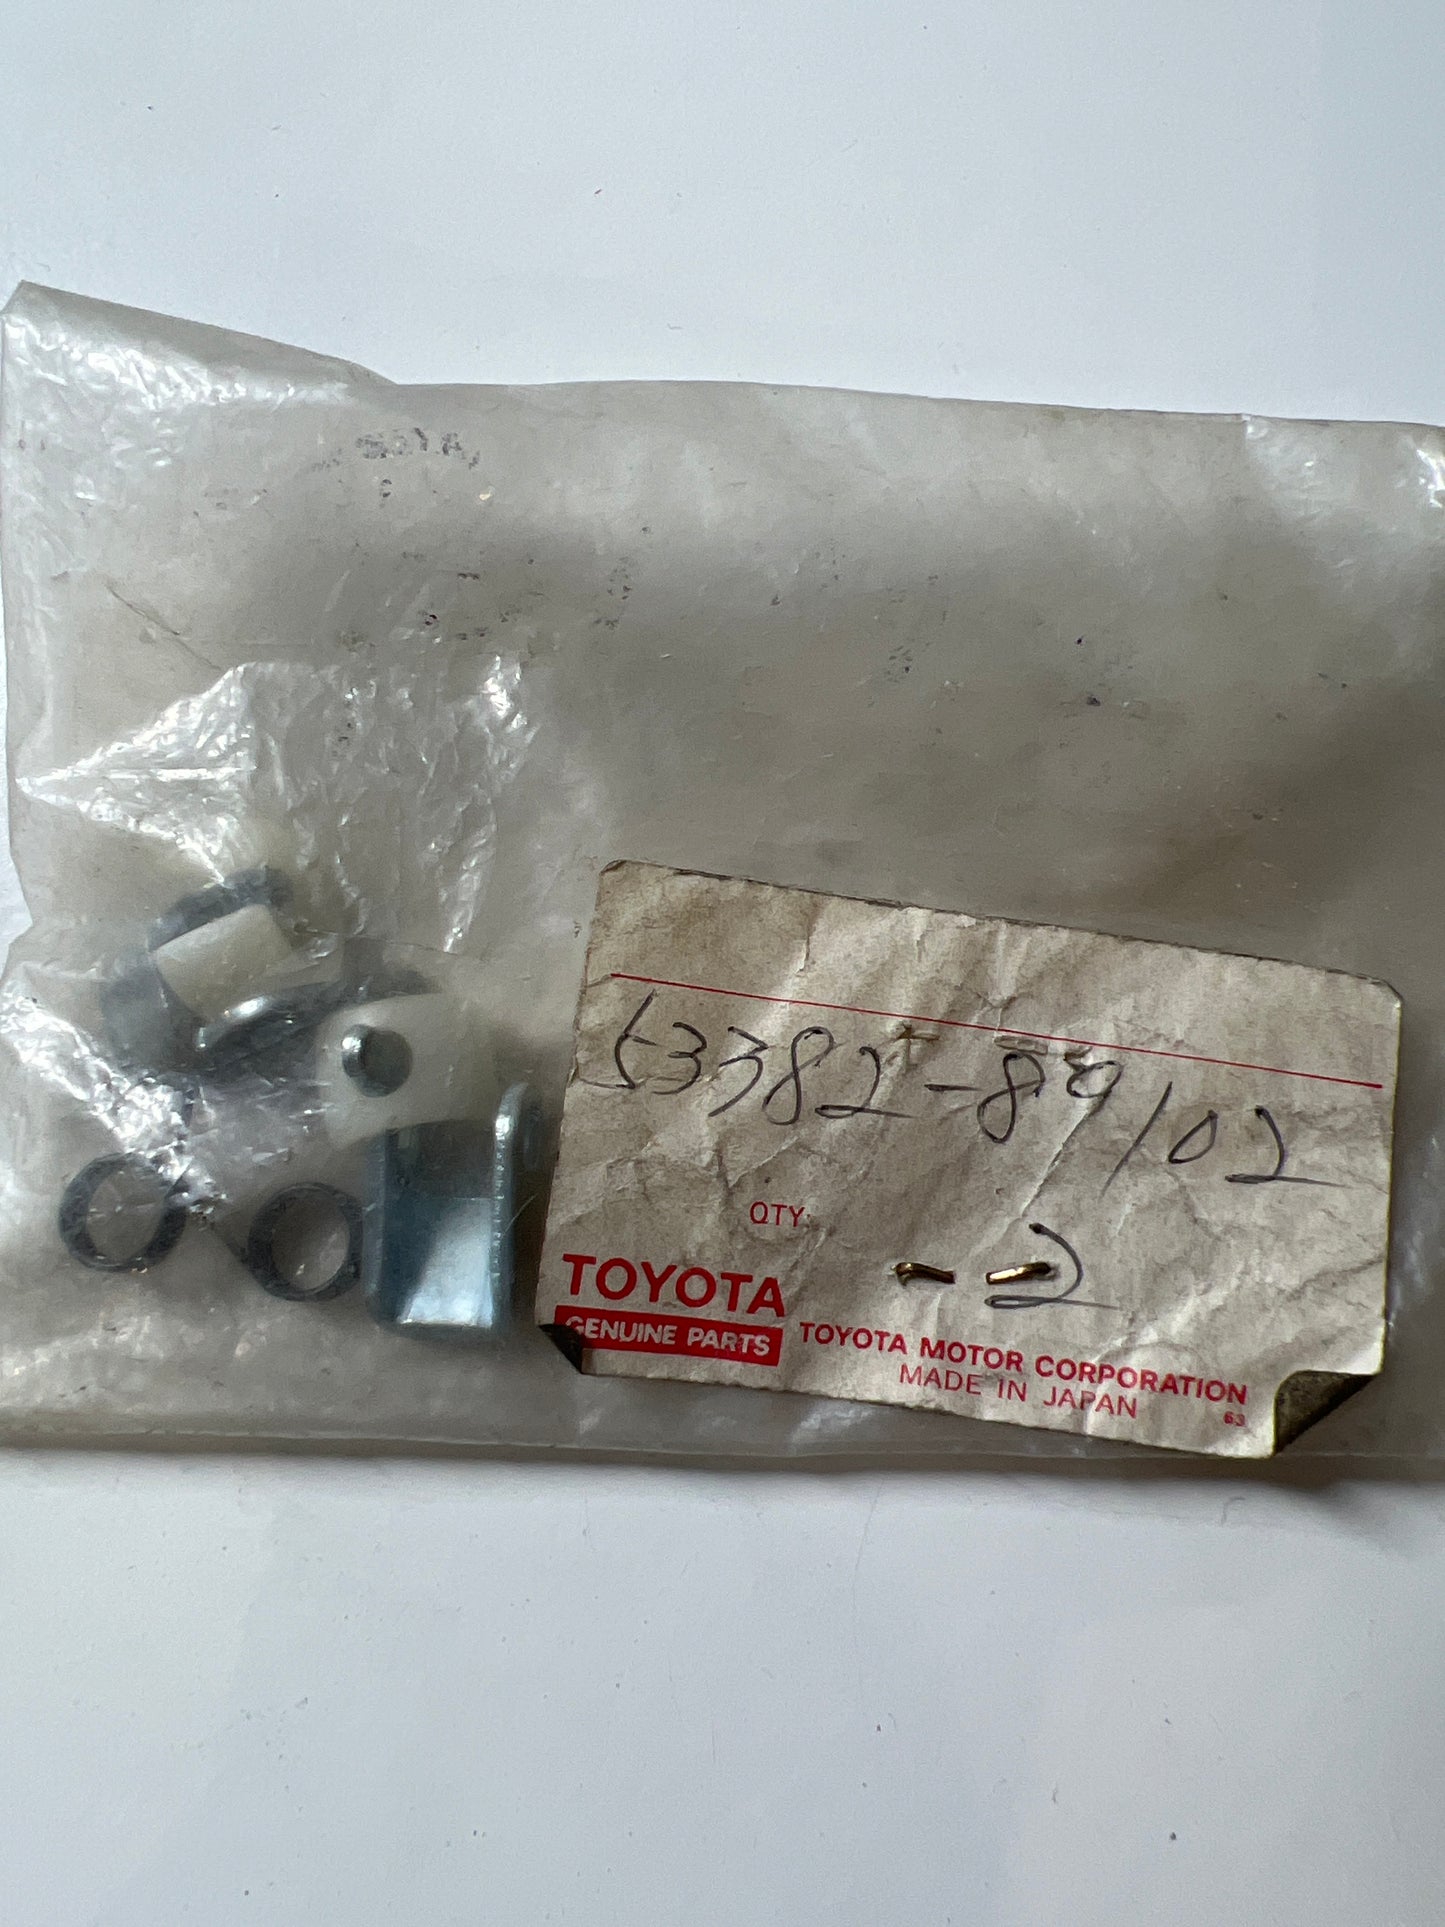 63382-89102
QTY. -2
TOYOTA
GENUINE PARTS
TOYOTA MOTOR CORPORATION
MADE IN JAPAN
63